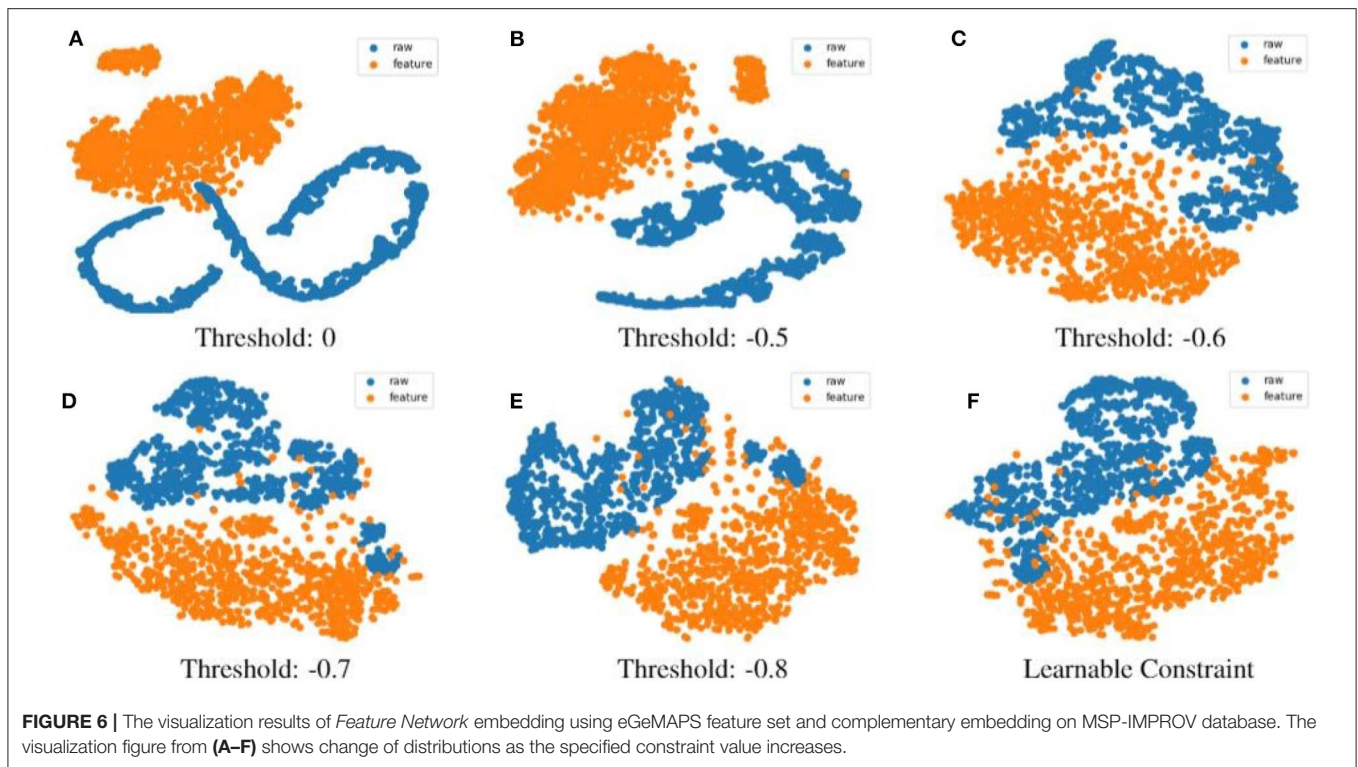 A
raw
feature
Threshold: 0
B
raw
feature
Threshold: -0.5
C
raw
feature
Threshold: -0.6
D
raw
feature
Threshold: -0.7
E
raw
feature
Threshold: -0.8
F
raw
feature
Learnable Constraint
FIGURE 6 | The visualization results of Feature Network embedding using eGeMAPS feature set and complementary embedding on MSP-IMPROV database. The
visualization figure from (A–F) shows change of distributions as the specified constraint value increases.